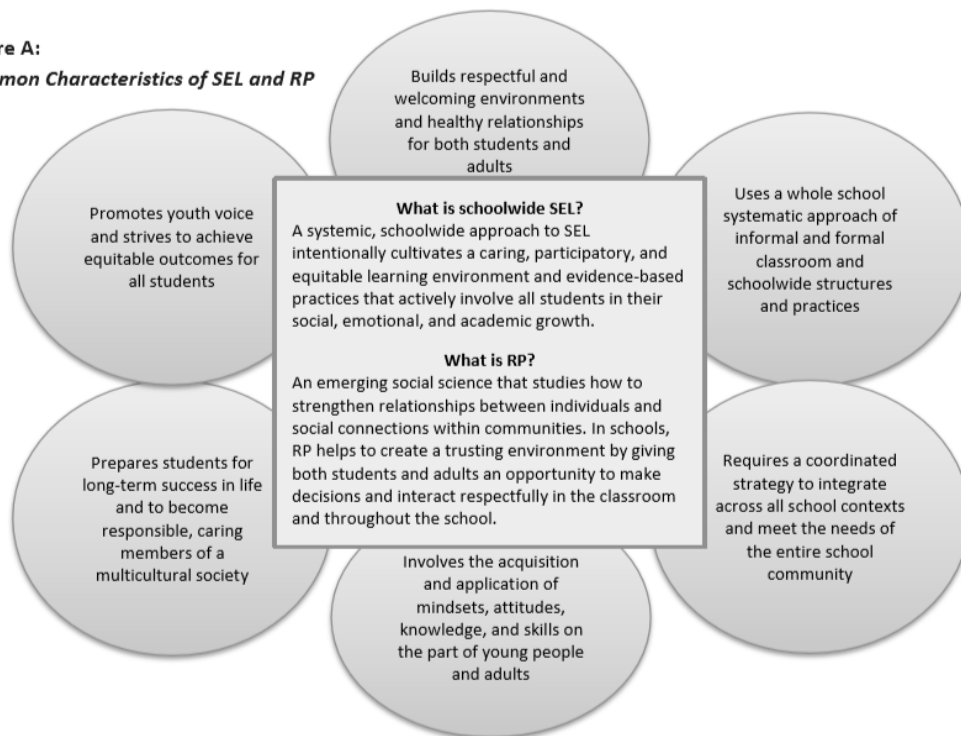 re A:
mon Characteristics of SEL and RP
Builds respectful and
welcoming environments
and healthy relationships
for both students and
adults
Promotes youth voice
and strives to achieve
equitable outcomes for
all students
Uses a whole school
systematic approach of
informal and formal
classroom and
schoolwide structures
and practices
What is schoolwide SEL?
A systemic, schoolwide approach to SEL
intentionally cultivates a caring, participatory, and
equitable learning environment and evidence-based
practices that actively involve all students in their
social, emotional, and academic growth.
What is RP?
An emerging social science that studies how to
strengthen relationships between individuals and
social connections within communities. In schools,
RP helps to create a trusting environment by giving
both students and adults an opportunity to make
decisions and interact respectfully in the classroom
and throughout the school.
Prepares students for
long-term success in life
and to become
responsible, caring
members of a
multicultural society
Requires a coordinated
strategy to integrate
across all school contexts
and meet the needs of
the entire school
community
Involves the acquisition
and application of
mindsets, attitudes,
knowledge, and skills on
the part of young people
and adults